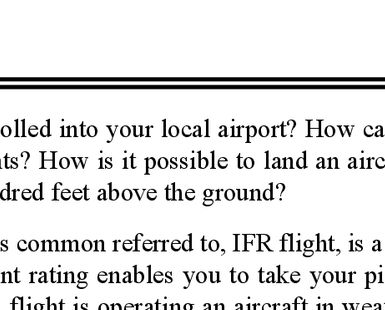 olled into your local airport? How ca
ts? How is it possible to land an airc
dred feet above the ground?
s common referred to, IFR flight, is a
nt rating enables you to take your pi
flight is operating an aircraft in wea